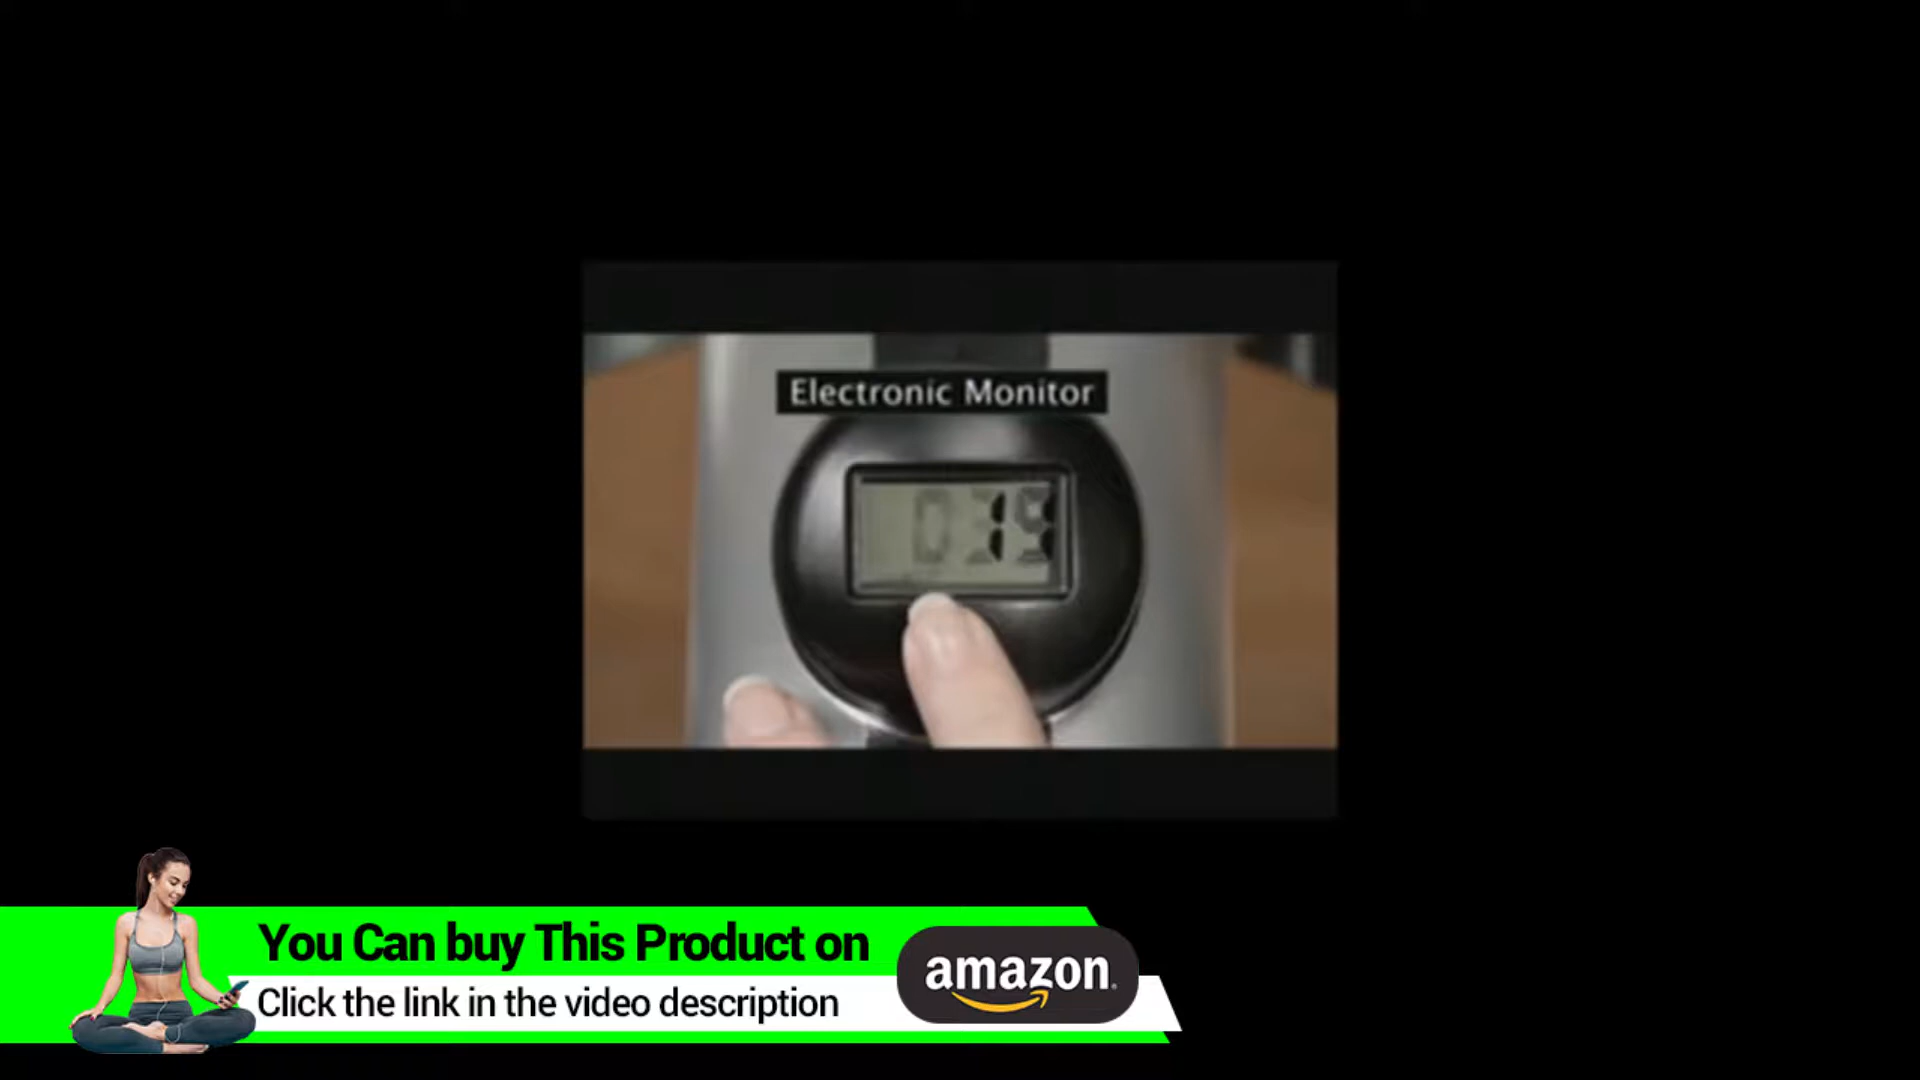 Electronic Monitor
You Can buy This Product on
Click the link in the video description
amazon